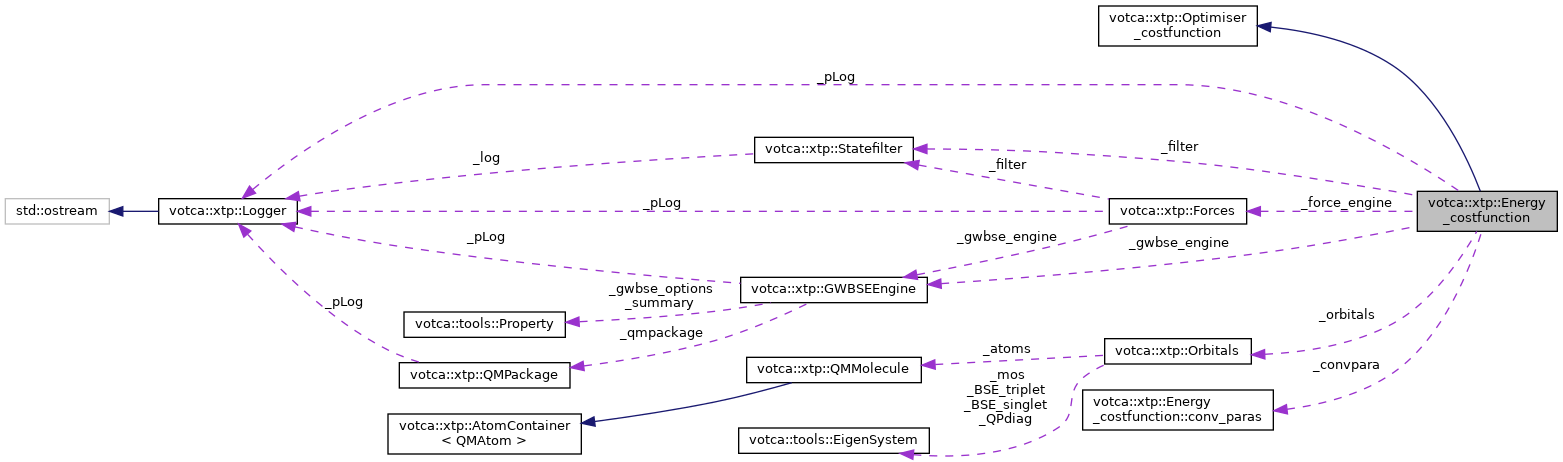 votca::xtp::Optimiser
_costfunction
_pLog
votca::xtp::Statefilter
_filter
_log
_filter
std::ostream
votca::xtp::Logger
_pLog
votca::xtp::Forces
_force_engine
votca::xtp::Energy
_costfunction
_pLog
_gwbse_engine
_gwbse_engine
votca::xtp::GWBSEEngine
_gwbse_options
_summary
_pLog
votca::tools::Property
_qmpackage
_orbitals
votca::xtp::QMPackage
votca::xtp::QMMolecule
_atoms
votca::xtp::Orbitals
_convpara
_mos
_BSE_triplet
_BSE_singlet
_QPdiag
votca::xtp::Energy
_costfunction::conv_paras
votca::xtp::AtomContainer
< QMAtom >
votca::tools::EigenSystem